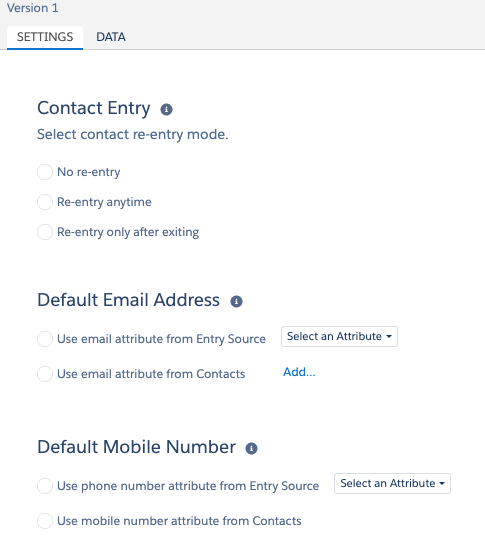 Version 1
SETTINGS DATA
Contact Entry
Select contact re-entry mode.
No re-entry
Re-entry anytime
Re-entry only after exiting
Default Email Address
Use email attribute from Entry Source Select an Attribute
Use email attribute from Contacts Add...
Default Mobile Number
Use phone number attribute from Entry Source Select an Attribute
Use mobile number attribute from Contacts